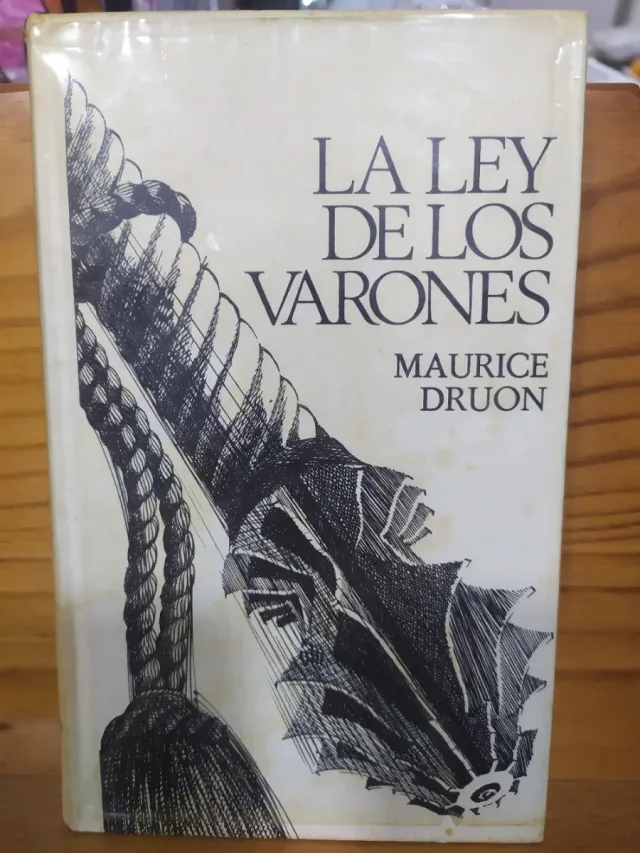 LA LEY
DE LOS
VARONES
MAURICE
DRUON